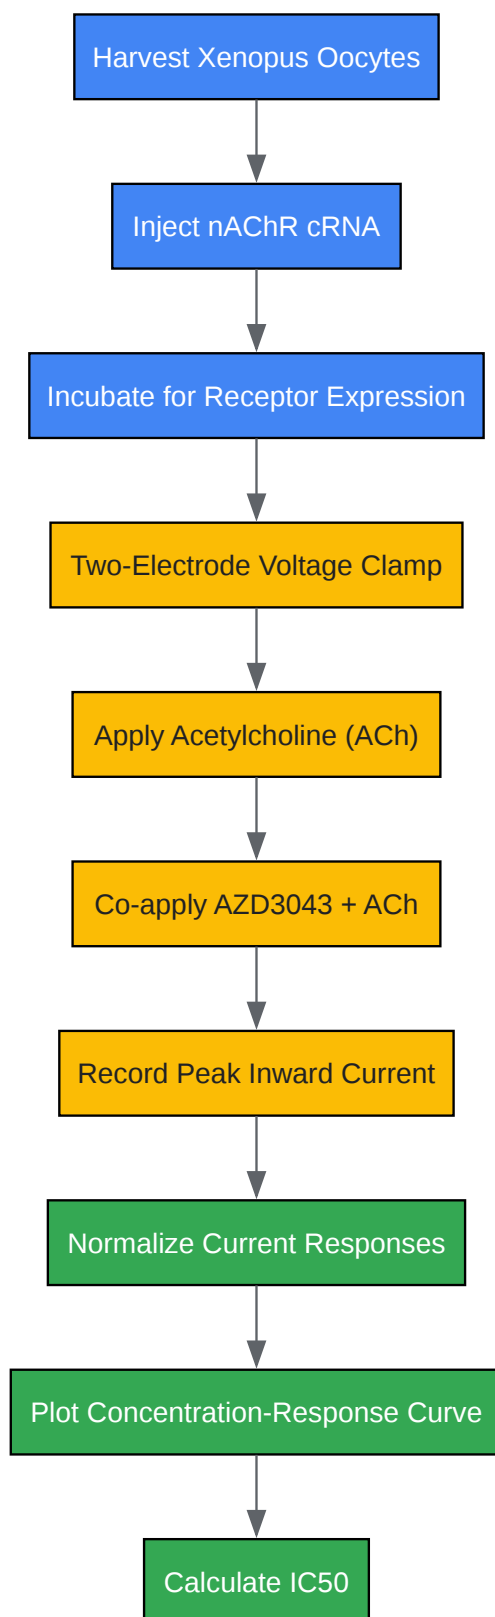 Harvest Xenopus Oocytes
Inject nAChR cRNA
Incubate for Receptor Expression
Two-Electrode Voltage Clamp
Apply Acetylcholine (ACh)
Co-apply AZD3043 + ACh
Record Peak Inward Current
Normalize Current Responses
Plot Concentration-Response Curve
Calculate IC50